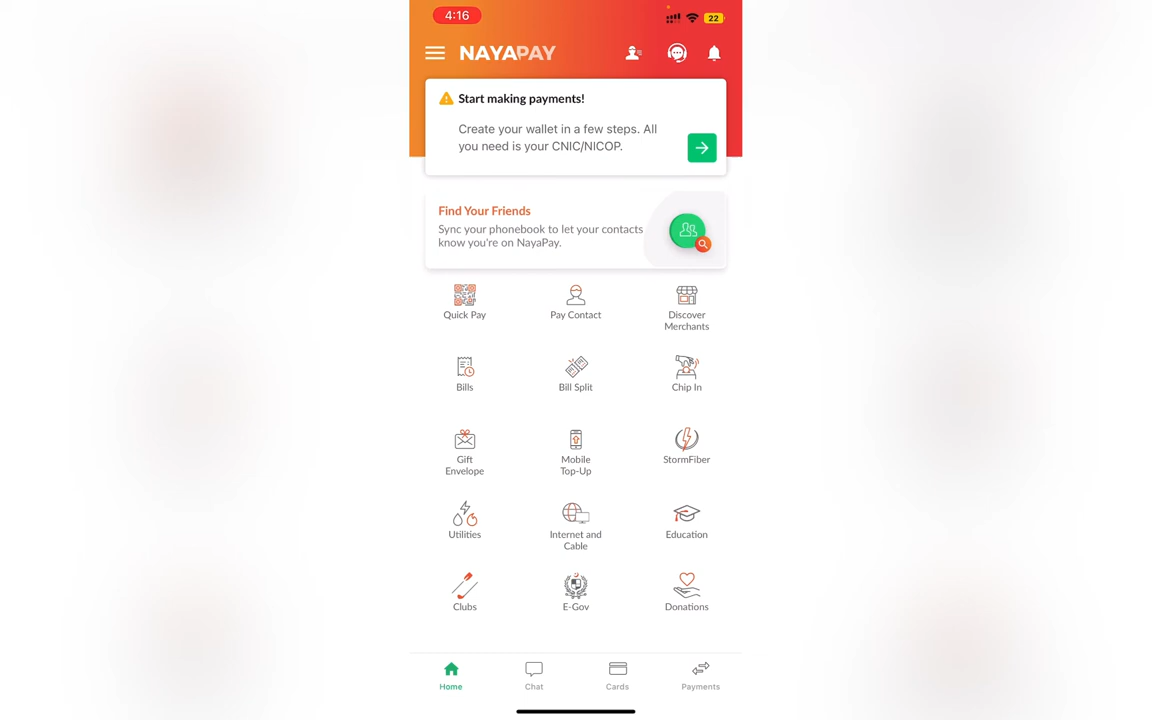 4:16
22
NAYAPAY
Start making payments!
Create your wallet in a few steps. All
you need is your CNIC/NICOP.
Find Your Friends
Sync your phonebook to let your contacts
know you're on NayaPay.
Quick Pay
Pay Contact
Discover
Merchants
Bills
Bill Split
Chip In
Gift
Envelope
Mobile
Top-Up
StormFiber
Utilities
Internet and
Cable
Education
Clubs
E-Gov
Donations
Home
Chat
Cards
Payments